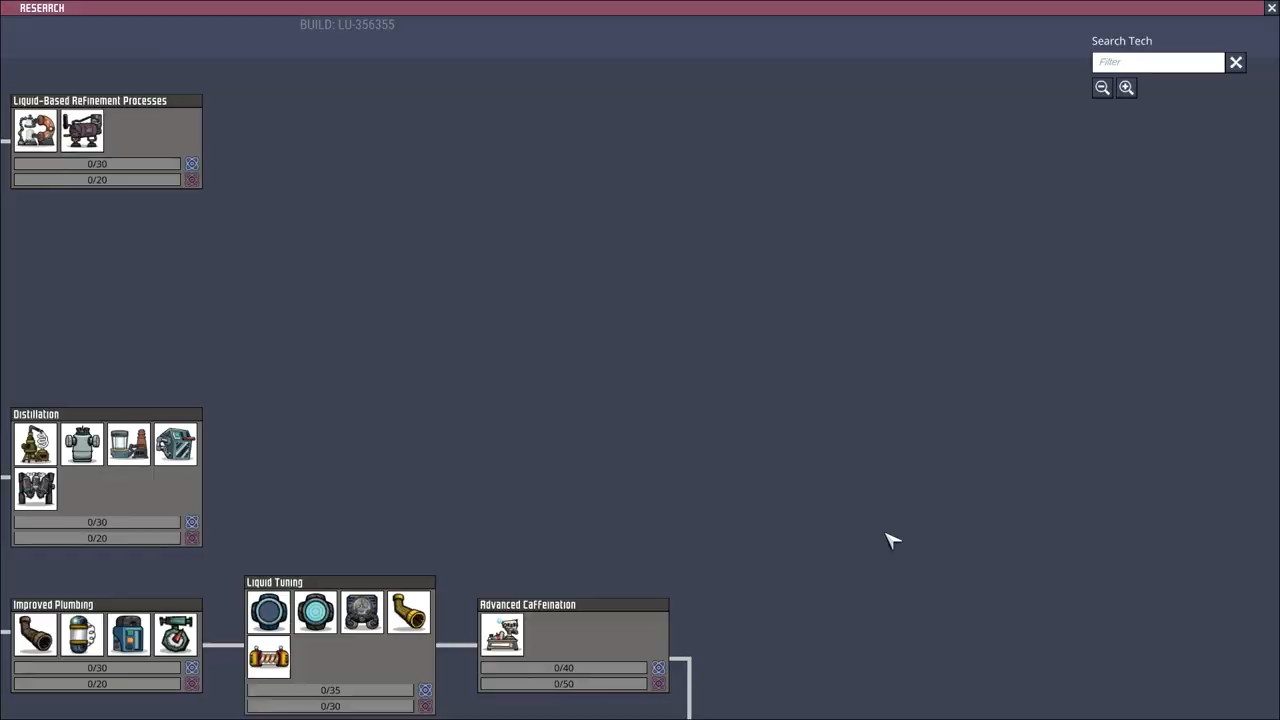 RESEARCH
BUILD: LU-356355
Search Tech
Filter
Liquid-Based Refinement Processes
0/30
0/20
Distillation
0/30
0/20
Improved Plumbing
0/30
0/20
Liquid Tuning
0/35
0/30
Advanced Caffeination
0/40
0/50